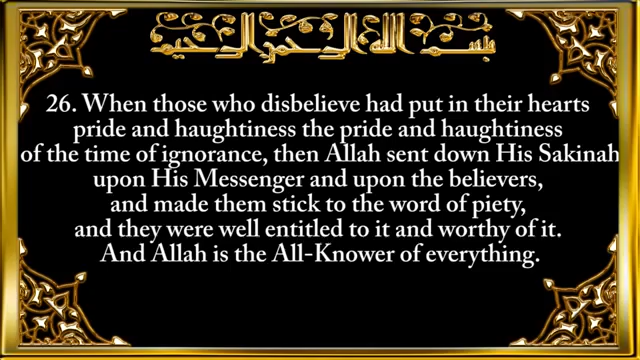 بسم الله الرحمن الرحيم
26. When those who disbelieve had put in their hearts
pride and haughtiness the pride and haughtiness
of the time of ignorance, then Allah sent down His Sakinah
upon His Messenger and upon the believers,
and made them stick to the word of piety,
and they were well entitled to it and worthy of it.
And Allah is the All-Knower of everything.